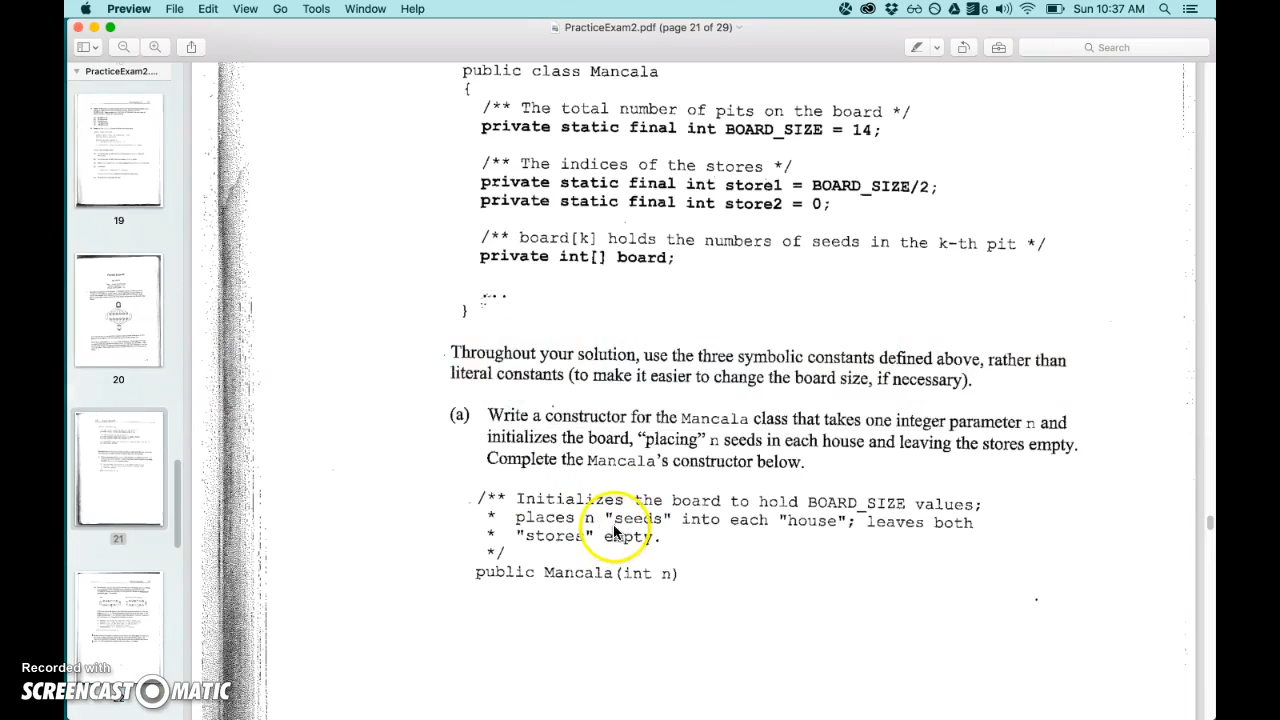 Preview File Edit View Go Tools Window Help 6 Sun 10:37 AM
PracticeExam2.pdf (page 21 of 29)
Search
PracticeExam2....
19
20
21
public class Mancala
{
/** The total number of pits on the board */
private static final int BOARD_SIZE = 14;
/** The indices of the stores */
private static final int store1 = BOARD_SIZE/2;
private static final int store2 = 0;
/** board[k] holds the numbers of seeds in the k-th pit */
private int[] board;
...
}
Throughout your solution, use the three symbolic constants defined above, rather than
literal constants (to make it easier to change the board size, if necessary).
(a) Write a constructor for the Mancala class that takes one integer parameter n and
initializes the board, “placing” n seeds in each house and leaving the stores empty.
Complete the Mancala’s constructor below.
/** Initializes the board to hold BOARD_SIZE values;
* places n "seeds" into each "house"; leaves both
* "stores" empty.
*/
public Mancala(int n)
Recorded with
SCREENCAST MATIC